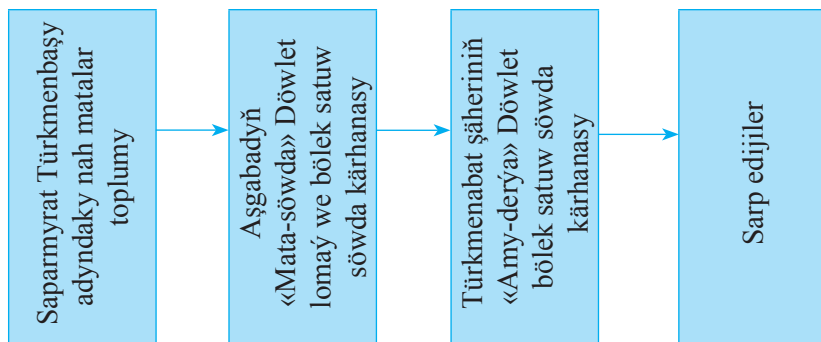 Saparmyrat Türkmenbaşy
adyndaky nah matalar
toplumy
Aşgabadyň
«Mata-söwda» Döwlet
lomaý we bölek satuw
söwda kärhanasy
Türkmenabat şäheriniň
«Amy-derýa» Döwlet
bölek satuw söwda
kärhanasy
Sarp edijiler